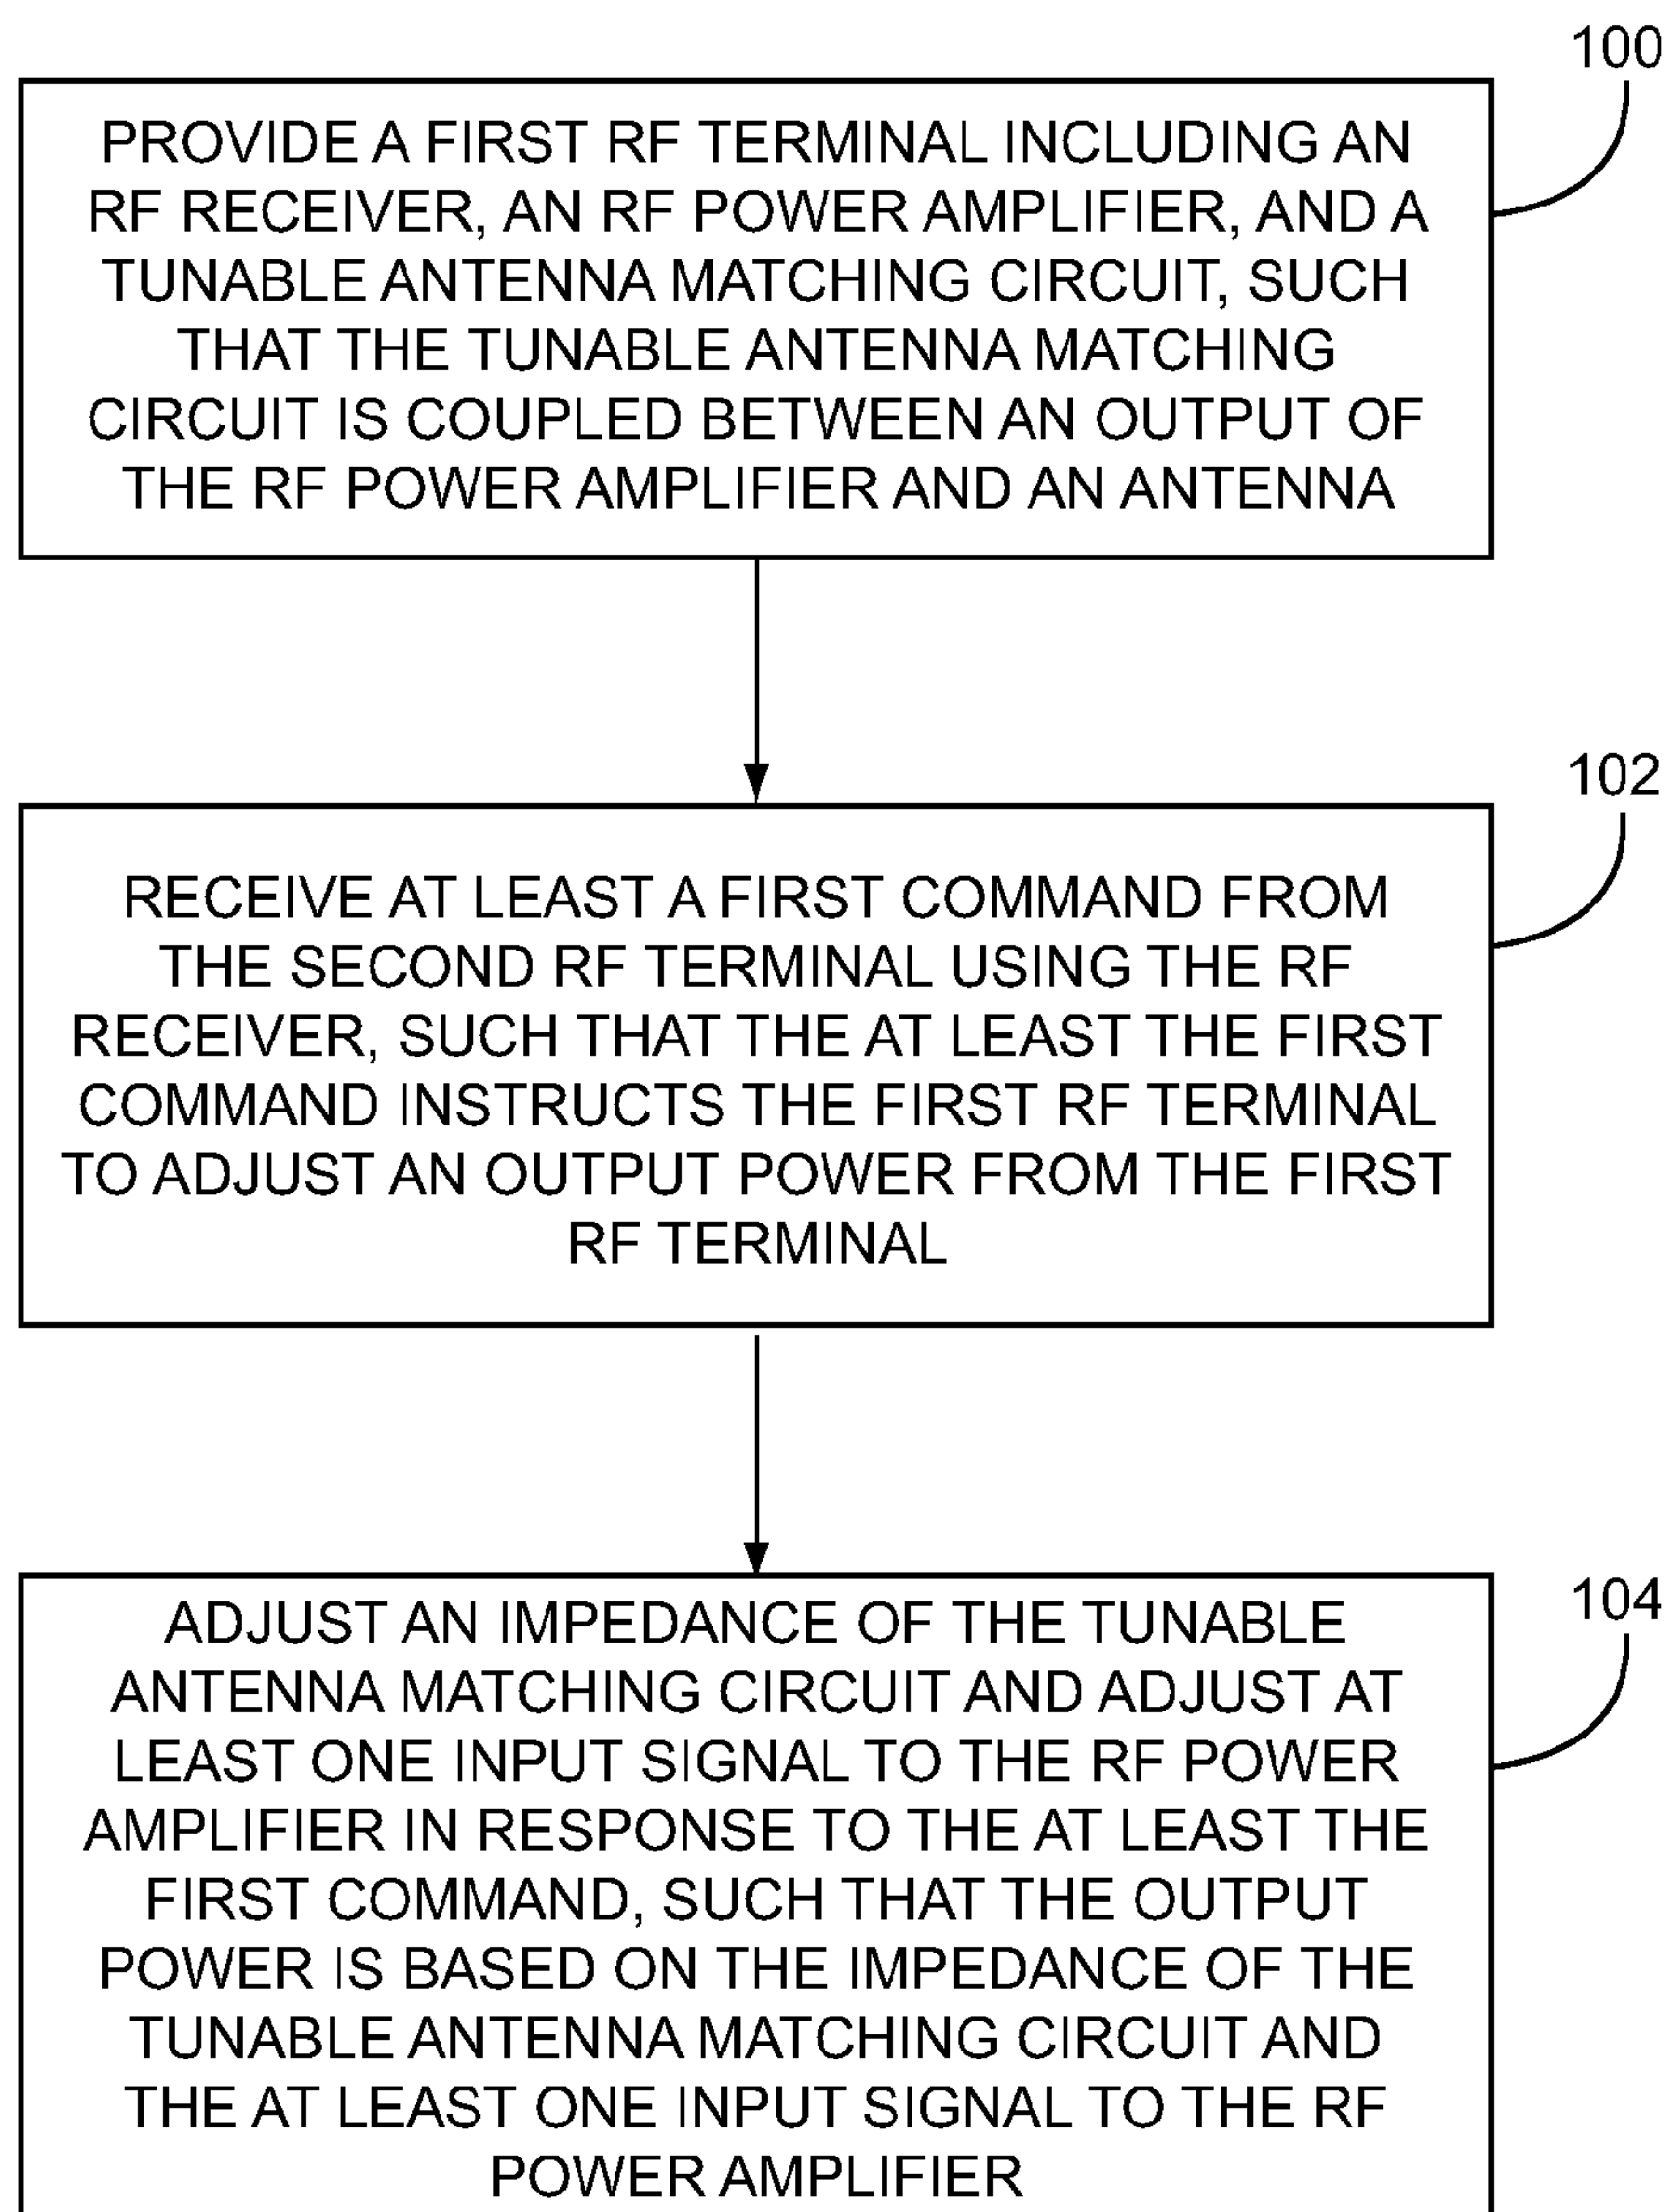 100
PROVIDE A FIRST RF TERMINAL INCLUDING AN
RF RECEIVER, AN RF POWER AMPLIFIER, AND A
TUNABLE ANTENNA MATCHING CIRCUIT, SUCH
THAT THE TUNABLE ANTENNA MATCHING
CIRCUIT IS COUPLED BETWEEN AN OUTPUT OF
THE RF POWER AMPLIFIER AND AN ANTENNA
102
RECEIVE AT LEAST A FIRST COMMAND FROM
THE SECOND RF TERMINAL USING THE RF
RECEIVER, SUCH THAT THE AT LEAST THE FIRST
COMMAND INSTRUCTS THE FIRST RF TERMINAL
TO ADJUST AN OUTPUT POWER FROM THE FIRST
RF TERMINAL
104
ADJUST AN IMPEDANCE OF THE TUNABLE
ANTENNA MATCHING CIRCUIT AND ADJUST AT
LEAST ONE INPUT SIGNAL TO THE RF POWER
AMPLIFIER IN RESPONSE TO THE AT LEAST THE
FIRST COMMAND, SUCH THAT THE OUTPUT
POWER IS BASED ON THE IMPEDANCE OF THE
TUNABLE ANTENNA MATCHING CIRCUIT AND
THE AT LEAST ONE INPUT SIGNAL TO THE RF
POWER AMPLIFIER